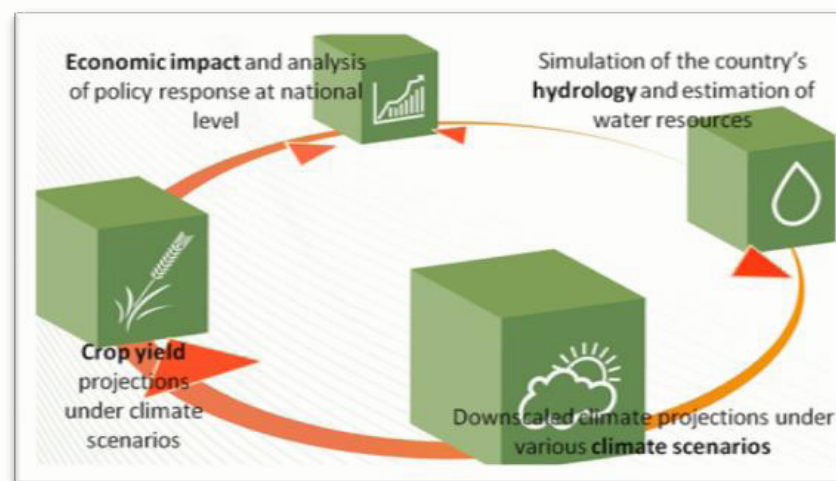 Economic impact and analysis
of policy response at national
level
Simulation of the country's
hydrology and estimation of
water resources
Crop yield
projections
under climate
scenarios
Downscaled climate projections under
various climate scenarios